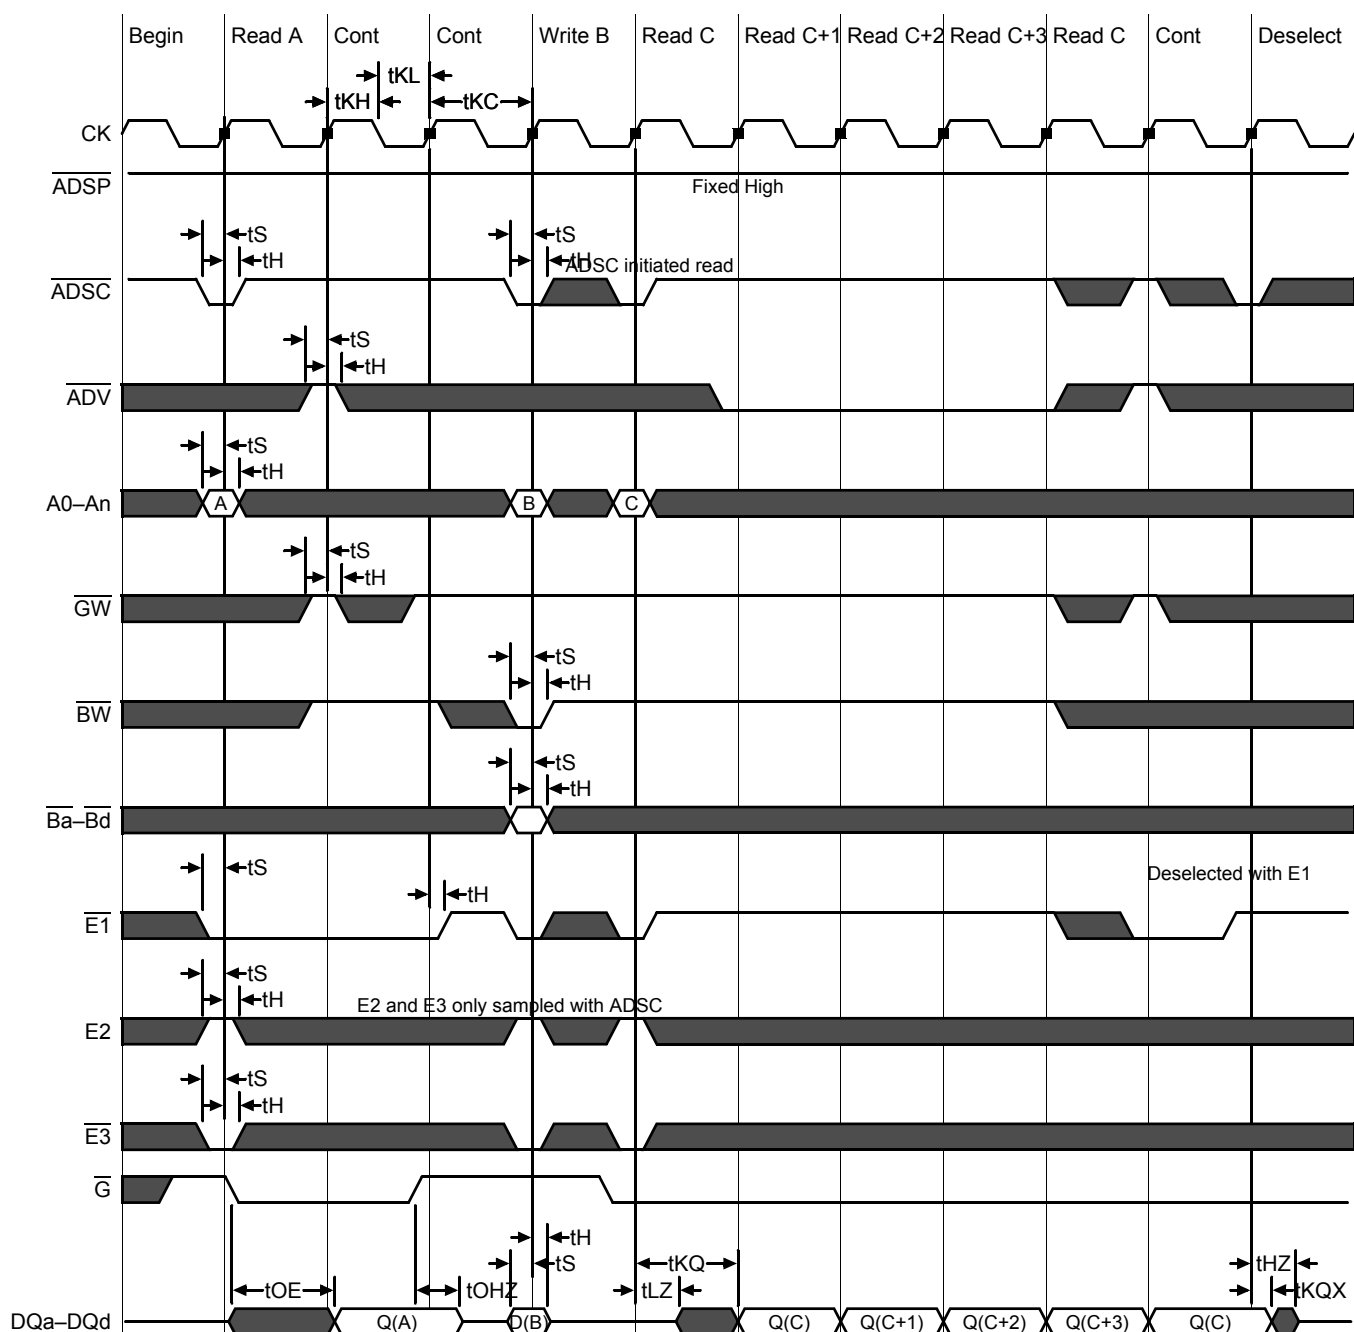 Begin Read A Cont Cont Write B Read C Read C+1 Read C+2 Read C+3 Read C Cont Deselect
tKL
tKH tKC
CK
ADSP
Fixed High
tS tS
tH tH
ADSC initiated read
ADSC
tS
tH
ADV
tS
tH
A0–An A B C
tS
tH
GW
tS
tH
BW
tS
tH
Ba–Bd
tS
Deselected with E1
tH
E1
tS
tH
E2 and E3 only sampled with ADSC
E2
tS
tH
E3
G
tH
tS tKQ tHZ
tOE tOHZ tLZ tKQX
DQa–DQd Q(A) D(B) Q(C) Q(C+1) Q(C+2) Q(C+3) Q(C)